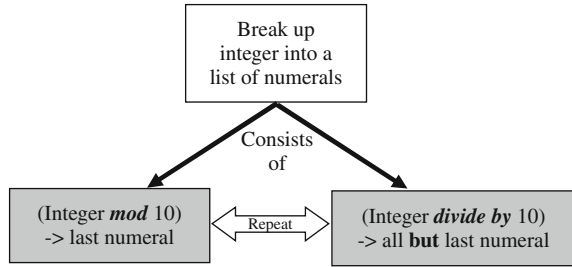 Break up
integer into a
list of numerals
Consists
of
(Integer mod 10)
-> last numeral
Repeat
(Integer divide by 10)
-> all but last numeral